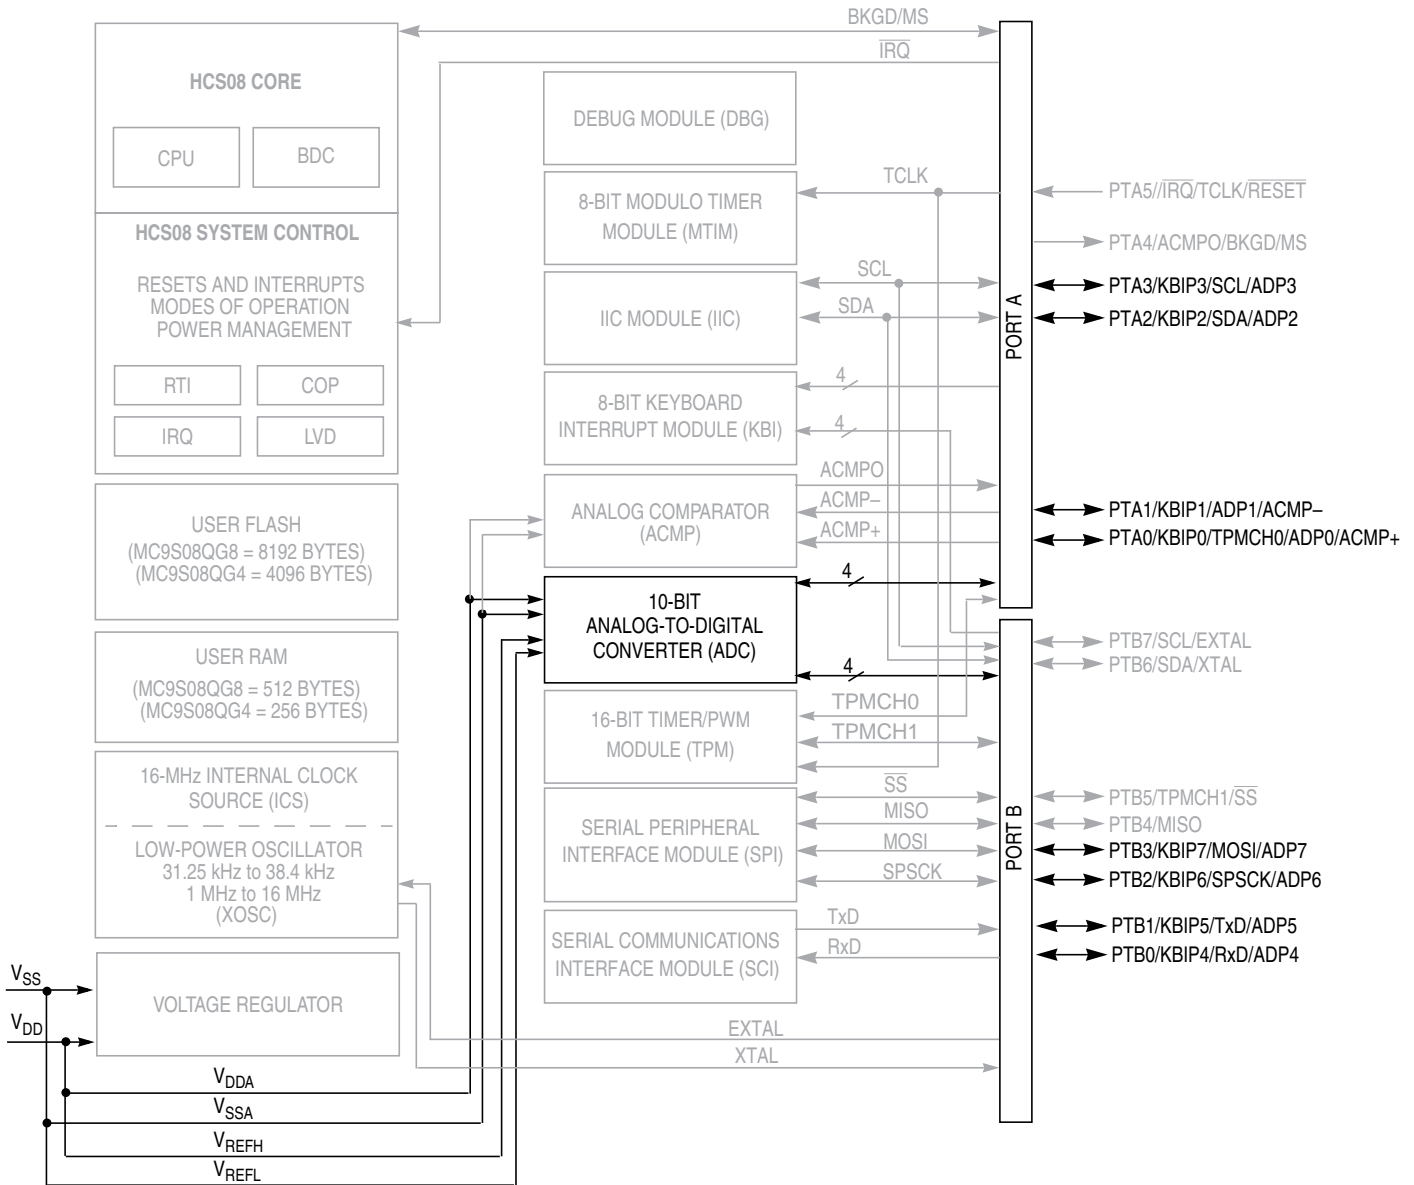 BKGD/MS
IRQ
HCS08 CORE
CPU
BDC
HCS08 SYSTEM CONTROL
RESETS AND INTERRUPTS
MODES OF OPERATION
POWER MANAGEMENT
RTI
COP
IRQ
LVD
USER FLASH
(MC9S08QG8 = 8192 BYTES)
(MC9S08QG4 = 4096 BYTES)
USER RAM
(MC9S08QG8 = 512 BYTES)
(MC9S08QG4 = 256 BYTES)
16-MHz INTERNAL CLOCK
SOURCE (ICS)
LOW-POWER OSCILLATOR
31.25 kHz to 38.4 kHz
1 MHz to 16 MHz
(XOSC)
VOLTAGE REGULATOR
VSS
VDD
VDDA
VSSA
VREFH
VREFL
DEBUG MODULE (DBG)
8-BIT MODULO TIMER
MODULE (MTIM)
TCLK
IIC MODULE (IIC)
SCL
SDA
8-BIT KEYBOARD
INTERRUPT MODULE (KBI)
4
4
ANALOG COMPARATOR
(ACMP)
ACMPO
ACMP–
ACMP+
10-BIT
ANALOG-TO-DIGITAL
CONVERTER (ADC)
4
4
16-BIT TIMER/PWM
MODULE (TPM)
TPMCH0
TPMCH1
SERIAL PERIPHERAL
INTERFACE MODULE (SPI)
SS
MISO
MOSI
SPSCK
SERIAL COMMUNICATIONS
INTERFACE MODULE (SCI)
TxD
RxD
EXTAL
XTAL
PORT A
PTA5//IRQ/TCLK/RESET
PTA4/ACMPO/BKGD/MS
PTA3/KBIP3/SCL/ADP3
PTA2/KBIP2/SDA/ADP2
PTA1/KBIP1/ADP1/ACMP–
PTA0/KBIP0/TPMCH0/ADP0/ACMP+
PORT B
PTB7/SCL/EXTAL
PTB6/SDA/XTAL
PTB5/TPMCH1/SS
PTB4/MISO
PTB3/KBIP7/MOSI/ADP7
PTB2/KBIP6/SPSCK/ADP6
PTB1/KBIP5/TxD/ADP5
PTB0/KBIP4/RxD/ADP4